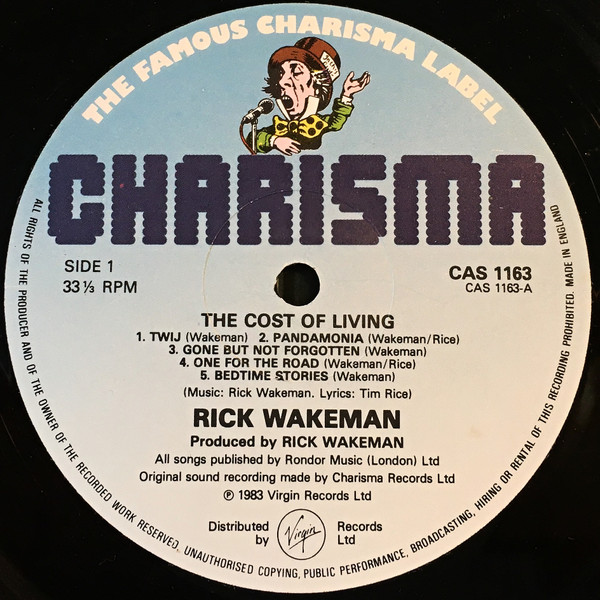 THE FAMOUS CHARISMA LABEL
CHARISMA
SIDE 1
33⅓ RPM
CAS 1163
CAS 1163-A
THE COST OF LIVING
1. TWIJ (Wakeman) 2. PANDAMONIA (Wakeman/Rice)
3. GONE BUT NOT FORGOTTEN (Wakeman)
4. ONE FOR THE ROAD (Wakeman/Rice)
5. BEDTIME STORIES (Wakeman)
(Music: Rick Wakeman. Lyrics: Tim Rice)
RICK WAKEMAN
Produced by RICK WAKEMAN
All songs published by Rondor Music (London) Ltd
Original sound recording made by Charisma Records Ltd
℗ 1983 Virgin Records Ltd
Distributed by Virgin Records Ltd
ALL RIGHTS OF THE PRODUCER AND OF THE OWNER OF THE RECORDED WORK RESERVED. UNAUTHORISED COPYING, PUBLIC PERFORMANCE, BROADCASTING, HIRING OR RENTAL OF THIS RECORDING PROHIBITED. MADE IN ENGLAND